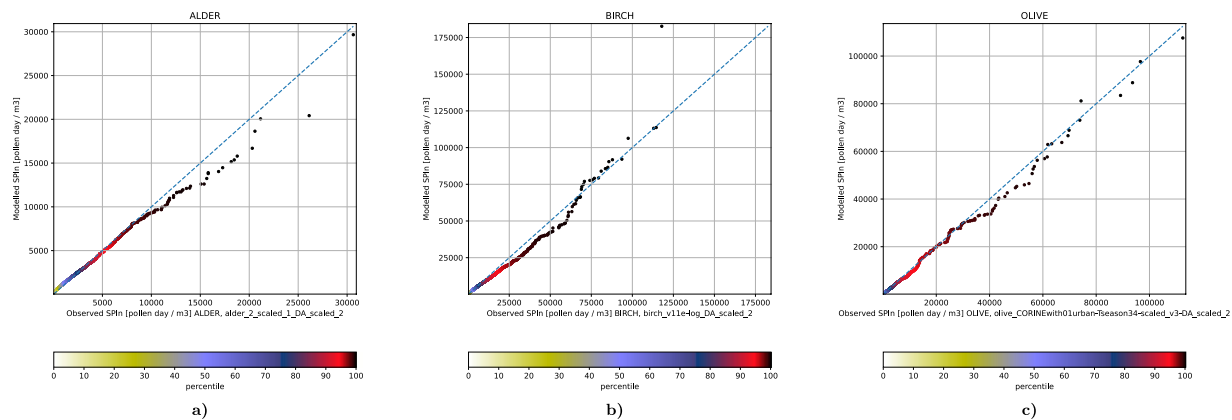 ALDER
30000
25000
20000
15000
10000
5000
Modelled SPIn [pollen day / m3]
5000 10000 15000 20000 25000 30000
Observed SPIn [pollen day / m3] ALDER, alder_2_scaled_1_DA_scaled_2
0 10 20 30 40 50 60 70 80 90 100
percentile
a)
BIRCH
175000
150000
125000
100000
75000
50000
25000
Modelled SPIn [pollen day / m3]
25000 50000 75000 100000 125000 150000 175000
Observed SPIn [pollen day / m3] BIRCH, birch_v11e-log_DA_scaled_2
0 10 20 30 40 50 60 70 80 90 100
percentile
b)
OLIVE
100000
80000
60000
40000
20000
Modelled SPIn [pollen day / m3]
20000 40000 60000 80000 100000
Observed SPIn [pollen day / m3] OLIVE, olive_CORINEwith01urban-Tseason34-scaled_v3-DA_scaled_2
0 10 20 30 40 50 60 70 80 90 100
percentile
c)